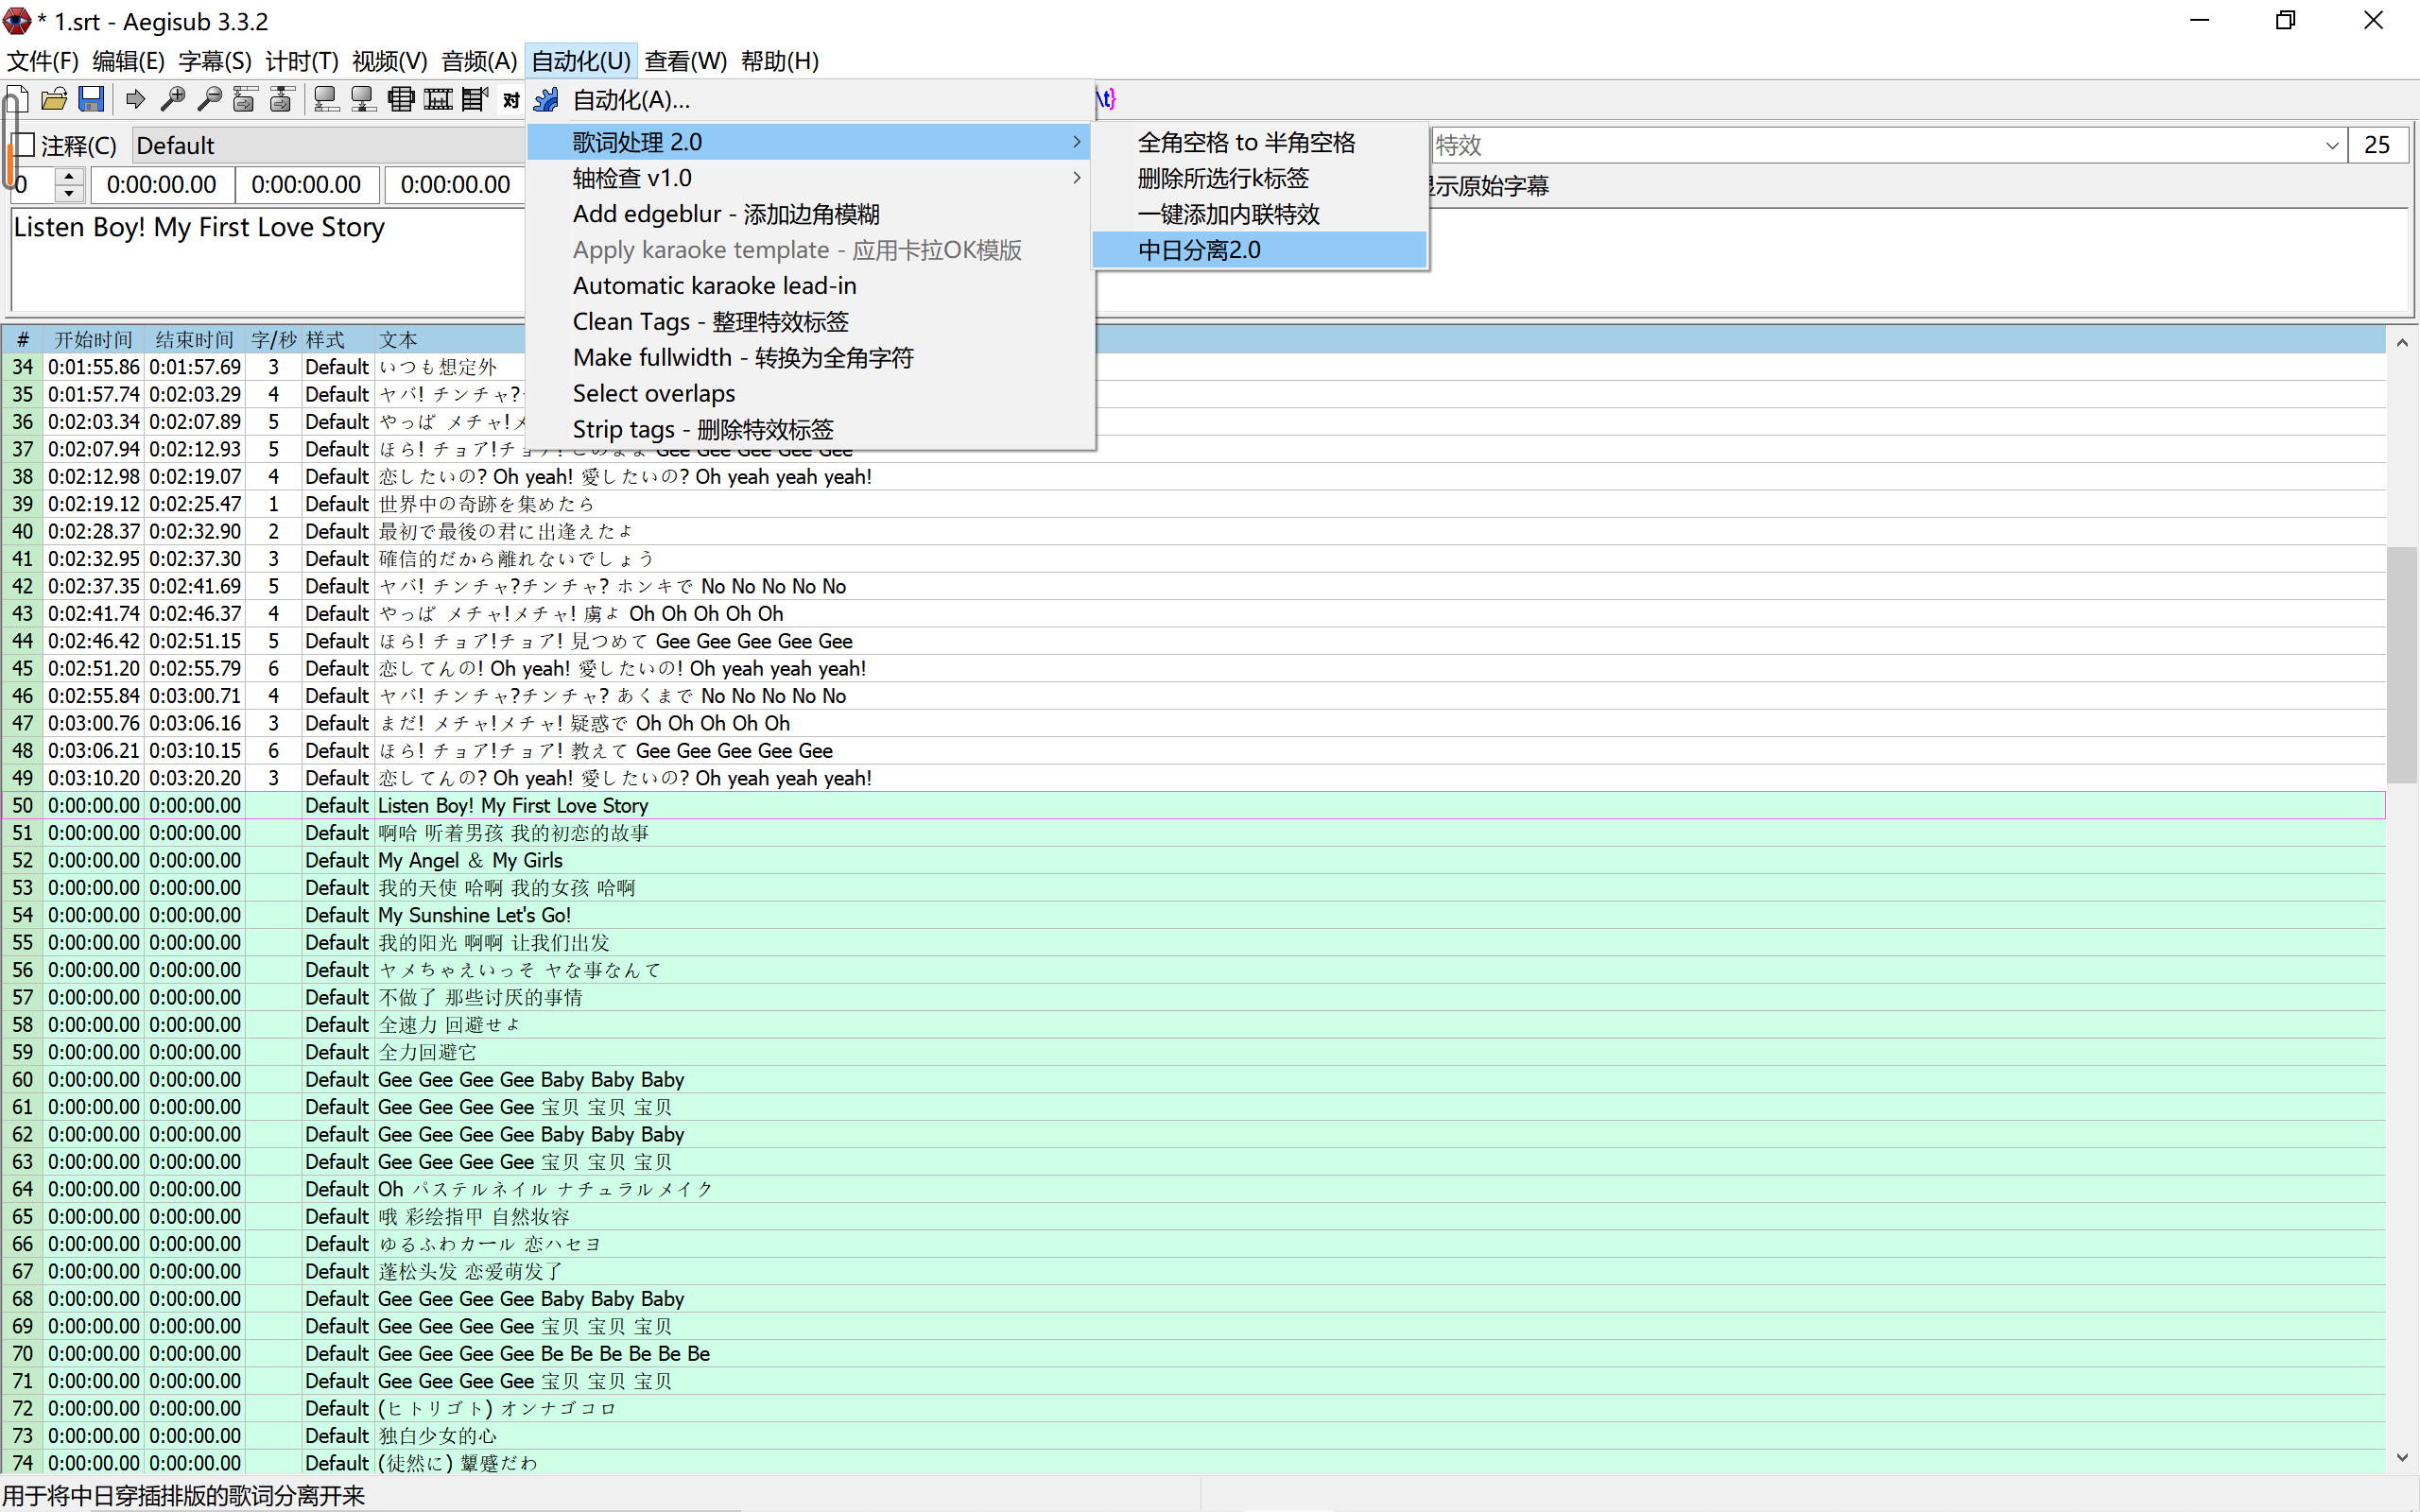 * 1.srt - Aegisub 3.3.2
文件(F) 编辑(E) 字幕(S) 计时(T) 视频(V) 音频(A) 自动化(U) 查看(W) 帮助(H)
对 自动化(A)... \t}
注释(C) Default 歌词处理 2.0 全角空格 to 半角空格 特效 25
0 0:00:00.00 0:00:00.00 0:00:00.00 轴检查 v1.0 删除所选行k标签 显示原始字幕
Listen Boy! My First Love Story Add edgeblur - 添加边角模糊 一键添加内联特效
Apply karaoke template - 应用卡拉OK模版 中日分离2.0
Automatic karaoke lead-in
Clean Tags - 整理特效标签
Make fullwidth - 转换为全角字符
Select overlaps
Strip tags - 删除特效标签
# 开始时间 结束时间 字/秒 样式 文本
34 0:01:55.86 0:01:57.69 3 Default いつも想定外
35 0:01:57.74 0:02:03.29 4 Default ヤバ! チンチャ?
36 0:02:03.34 0:02:07.89 5 Default やっぱ メチャ!メ
37 0:02:07.94 0:02:12.93 5 Default ほら! チョア!チョア! このまま Gee Gee Gee Gee Gee
38 0:02:12.98 0:02:19.07 4 Default 恋したいの? Oh yeah! 愛したいの? Oh yeah yeah yeah!
39 0:02:19.12 0:02:25.47 1 Default 世界中の奇跡を集めたら
40 0:02:28.37 0:02:32.90 2 Default 最初で最後の君に出逢えたよ
41 0:02:32.95 0:02:37.30 3 Default 確信的だから離れないでしょう
42 0:02:37.35 0:02:41.69 5 Default ヤバ! チンチャ?チンチャ? ホンキで No No No No No
43 0:02:41.74 0:02:46.37 4 Default やっぱ メチャ!メチャ! 虜よ Oh Oh Oh Oh Oh
44 0:02:46.42 0:02:51.15 5 Default ほら! チョア!チョア! 見つめて Gee Gee Gee Gee Gee
45 0:02:51.20 0:02:55.79 6 Default 恋してんの! Oh yeah! 愛したいの! Oh yeah yeah yeah!
46 0:02:55.84 0:03:00.71 4 Default ヤバ! チンチャ?チンチャ? あくまで No No No No No
47 0:03:00.76 0:03:06.16 3 Default まだ! メチャ!メチャ! 疑惑で Oh Oh Oh Oh Oh
48 0:03:06.21 0:03:10.15 6 Default ほら! チョア!チョア! 教えて Gee Gee Gee Gee Gee
49 0:03:10.20 0:03:20.20 3 Default 恋してんの? Oh yeah! 愛したいの? Oh yeah yeah yeah!
50 0:00:00.00 0:00:00.00 Default Listen Boy! My First Love Story
51 0:00:00.00 0:00:00.00 Default 啊哈 听着男孩 我的初恋的故事
52 0:00:00.00 0:00:00.00 Default My Angel & My Girls
53 0:00:00.00 0:00:00.00 Default 我的天使 哈啊 我的女孩 哈啊
54 0:00:00.00 0:00:00.00 Default My Sunshine Let's Go!
55 0:00:00.00 0:00:00.00 Default 我的阳光 啊啊 让我们出发
56 0:00:00.00 0:00:00.00 Default ヤメちゃえいっそ ヤな事なんて
57 0:00:00.00 0:00:00.00 Default 不做了 那些讨厌的事情
58 0:00:00.00 0:00:00.00 Default 全速力 回避せよ
59 0:00:00.00 0:00:00.00 Default 全力回避它
60 0:00:00.00 0:00:00.00 Default Gee Gee Gee Gee Baby Baby Baby
61 0:00:00.00 0:00:00.00 Default Gee Gee Gee Gee 宝贝 宝贝 宝贝
62 0:00:00.00 0:00:00.00 Default Gee Gee Gee Gee Baby Baby Baby
63 0:00:00.00 0:00:00.00 Default Gee Gee Gee Gee 宝贝 宝贝 宝贝
64 0:00:00.00 0:00:00.00 Default Oh パステルネイル ナチュラルメイク
65 0:00:00.00 0:00:00.00 Default 哦 彩绘指甲 自然妆容
66 0:00:00.00 0:00:00.00 Default ゆるふわカール 恋ハセヨ
67 0:00:00.00 0:00:00.00 Default 蓬松头发 恋爱萌发了
68 0:00:00.00 0:00:00.00 Default Gee Gee Gee Gee Baby Baby Baby
69 0:00:00.00 0:00:00.00 Default Gee Gee Gee Gee 宝贝 宝贝 宝贝
70 0:00:00.00 0:00:00.00 Default Gee Gee Gee Gee Be Be Be Be Be Be
71 0:00:00.00 0:00:00.00 Default Gee Gee Gee Gee 宝贝 宝贝 宝贝
72 0:00:00.00 0:00:00.00 Default (ヒトリゴト) オンナゴコロ
73 0:00:00.00 0:00:00.00 Default 独白少女的心
74 0:00:00.00 0:00:00.00 Default (徒然に) 顰蹙だわ
用于将中日穿插排版的歌词分离开来